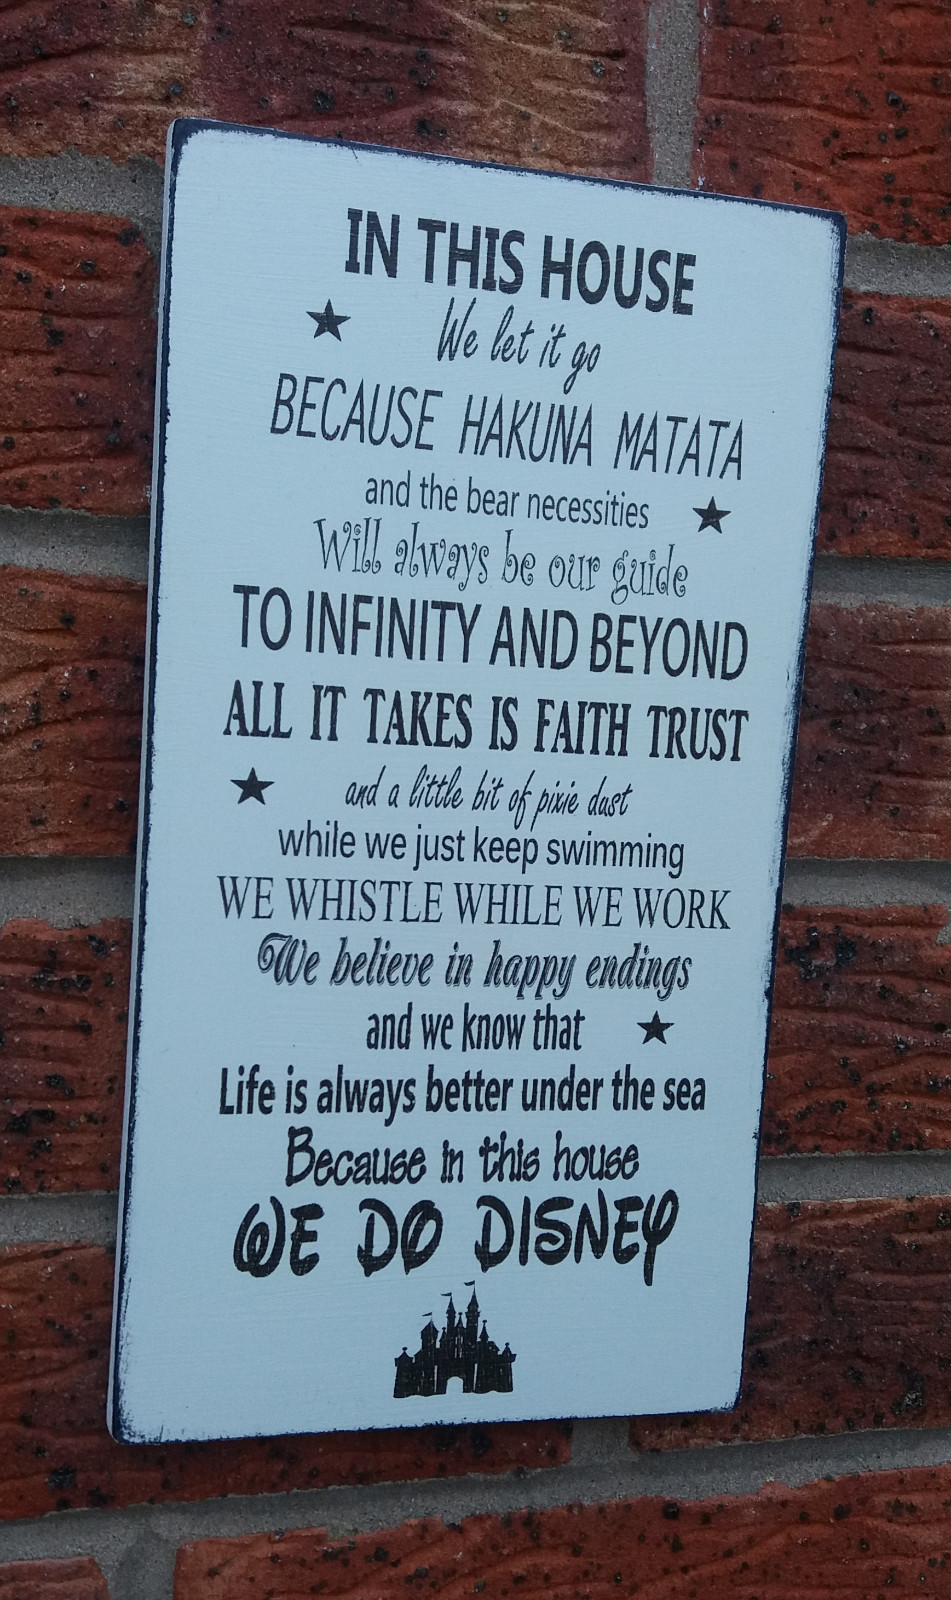 IN THIS HOUSE
We let it go
BECAUSE HAKUNA MATATA
and the bear necessities
Will always be our guide
TO INFINITY AND BEYOND
ALL IT TAKES IS FAITH TRUST
and a little bit of pixie dust
while we just keep swimming
WE WHISTLE WHILE WE WORK
We believe in happy endings
and we know that
Life is always better under the sea
Because in this house
WE DO DISNEY